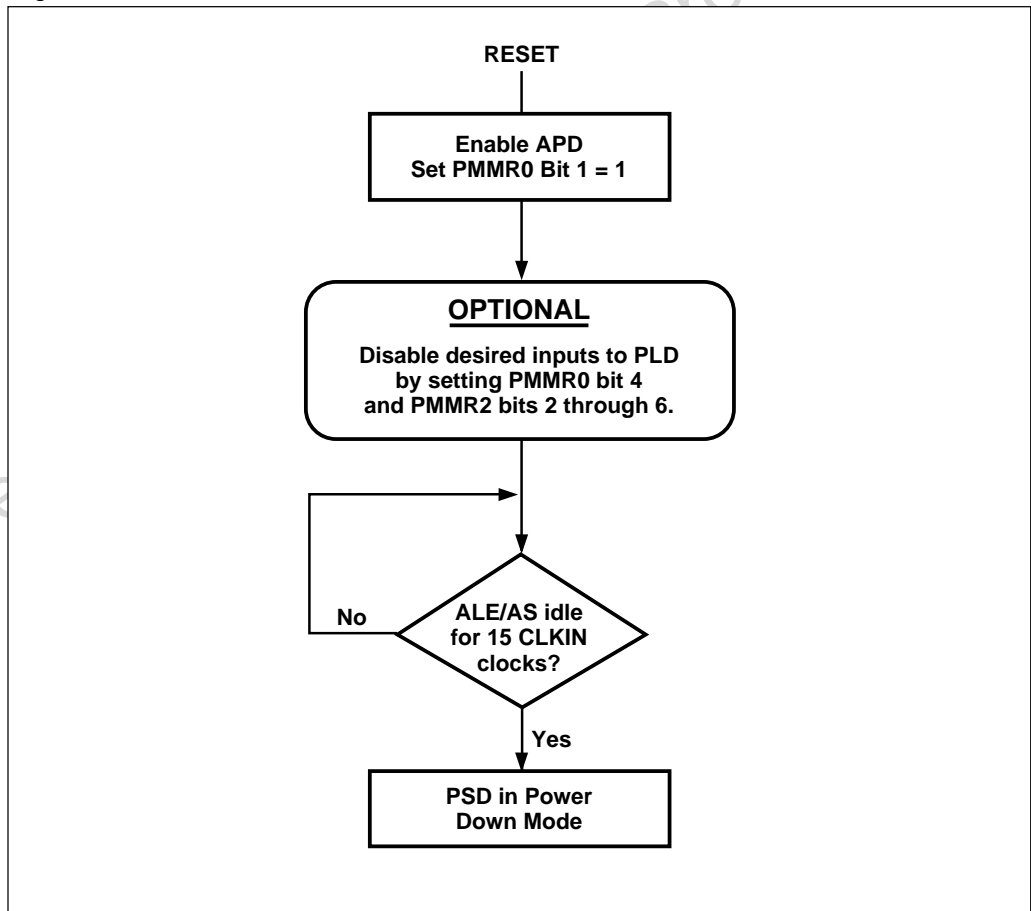 RESET
Enable APD
Set PMMR0 Bit 1 = 1
OPTIONAL
Disable desired inputs to PLD
by setting PMMR0 bit 4
and PMMR2 bits 2 through 6.
No
ALE/AS idle
for 15 CLKIN
clocks?
Yes
PSD in Power
Down Mode